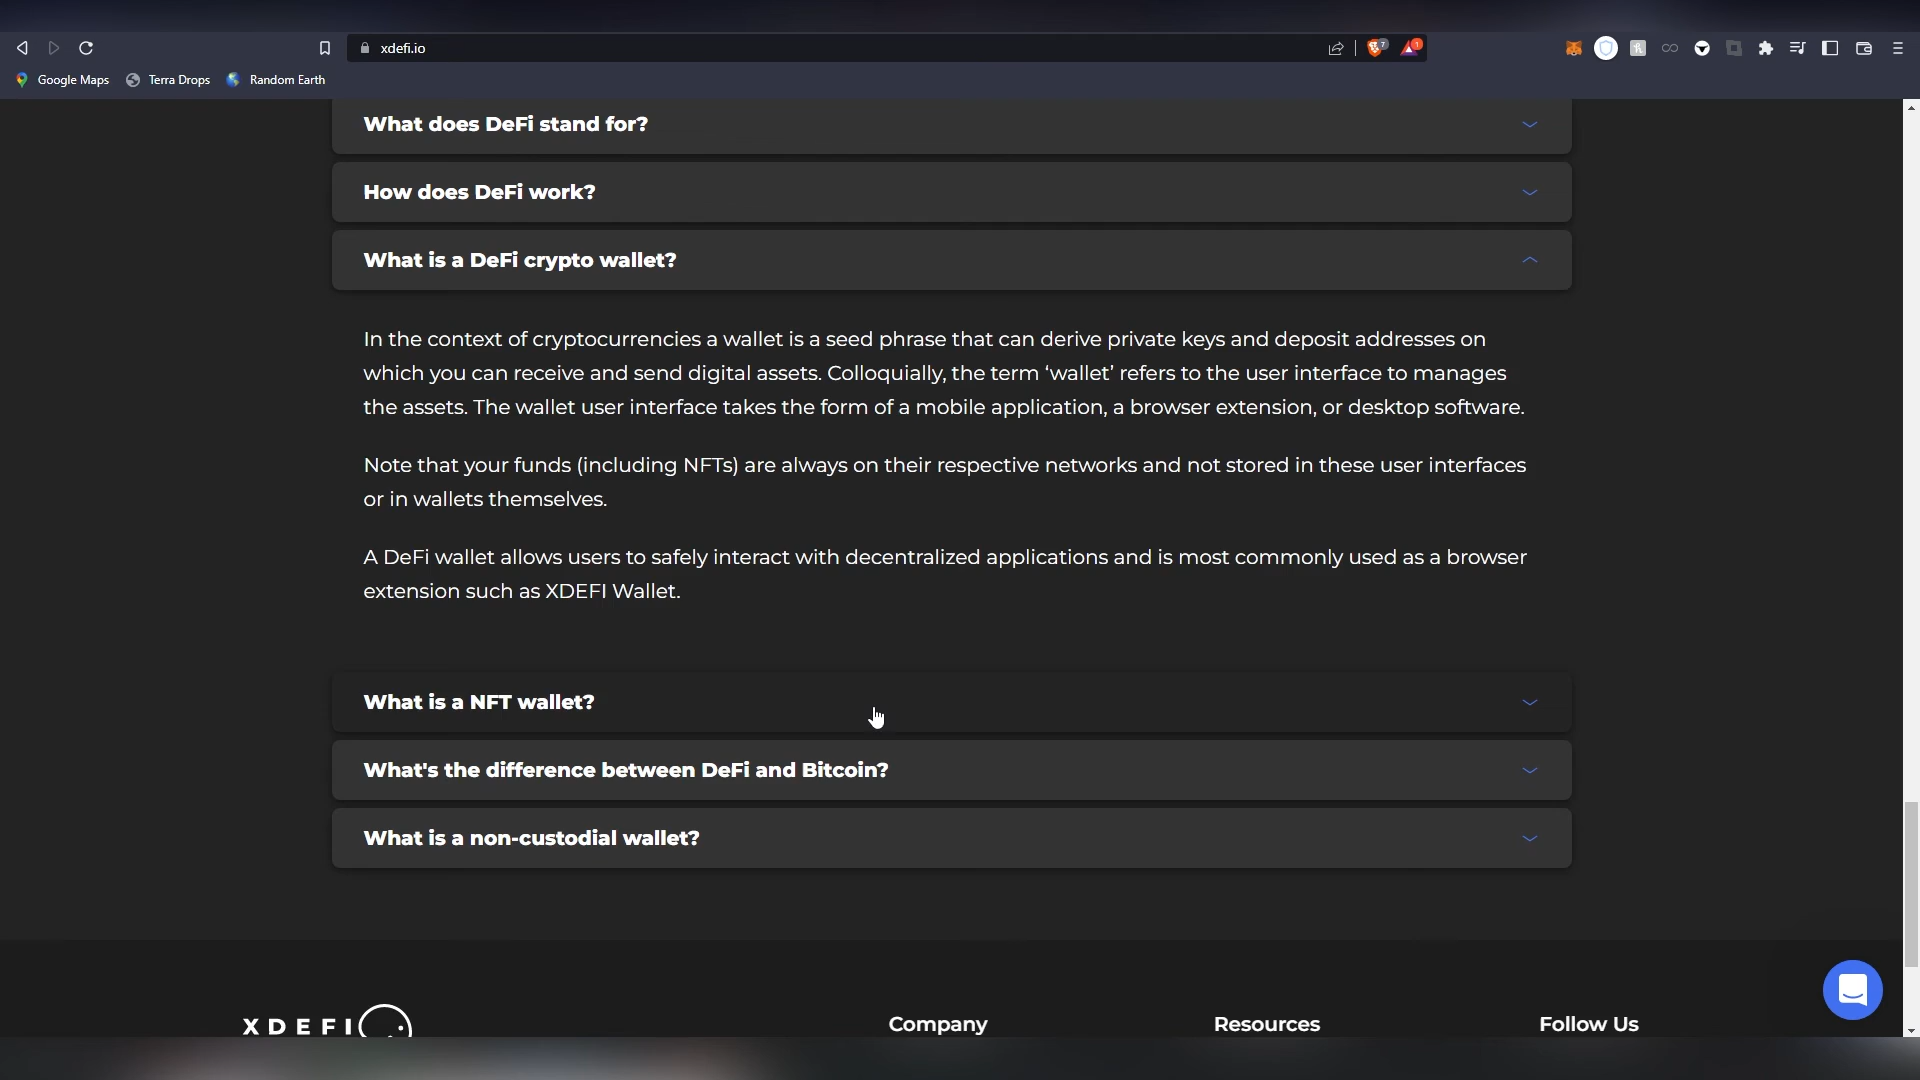 xdefi.io
7
1
Google Maps
Terra Drops
Random Earth
What does DeFi stand for?
How does DeFi work?
What is a DeFi crypto wallet?
In the context of cryptocurrencies a wallet is a seed phrase that can derive private keys and deposit addresses on
which you can receive and send digital assets. Colloquially, the term ‘wallet’ refers to the user interface to manages
the assets. The wallet user interface takes the form of a mobile application, a browser extension, or desktop software.
Note that your funds (including NFTs) are always on their respective networks and not stored in these user interfaces
or in wallets themselves.
A DeFi wallet allows users to safely interact with decentralized applications and is most commonly used as a browser
extension such as XDEFI Wallet.
What is a NFT wallet?
What's the difference between DeFi and Bitcoin?
What is a non-custodial wallet?
XDEFI
Company
Resources
Follow Us